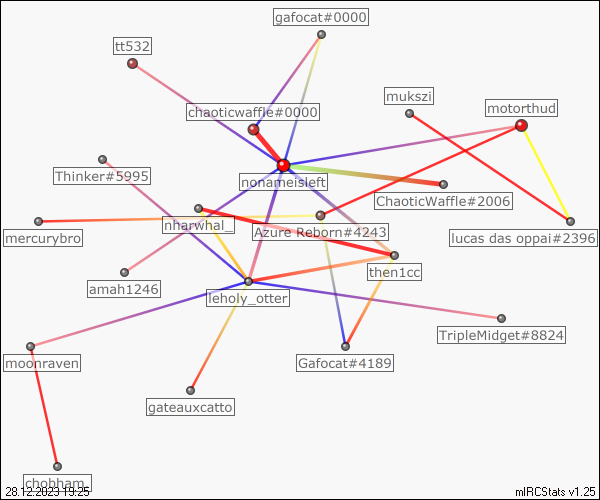 gafocat#0000
tt532
mukszi
motorthud
chaoticwaffle#0000
Thinker#5995
nonameisleft
ChaoticWaffle#2006
mercurybro
nharwhal_
Azure Reborn#4243
lucas das oppai#2396
amah1246
then1cc
leholy_otter
TripleMidget#8824
moonraven
Gafocat#4189
gateauxcatto
chobham_
28.12.2023 19:25
mIRCStats v1.25